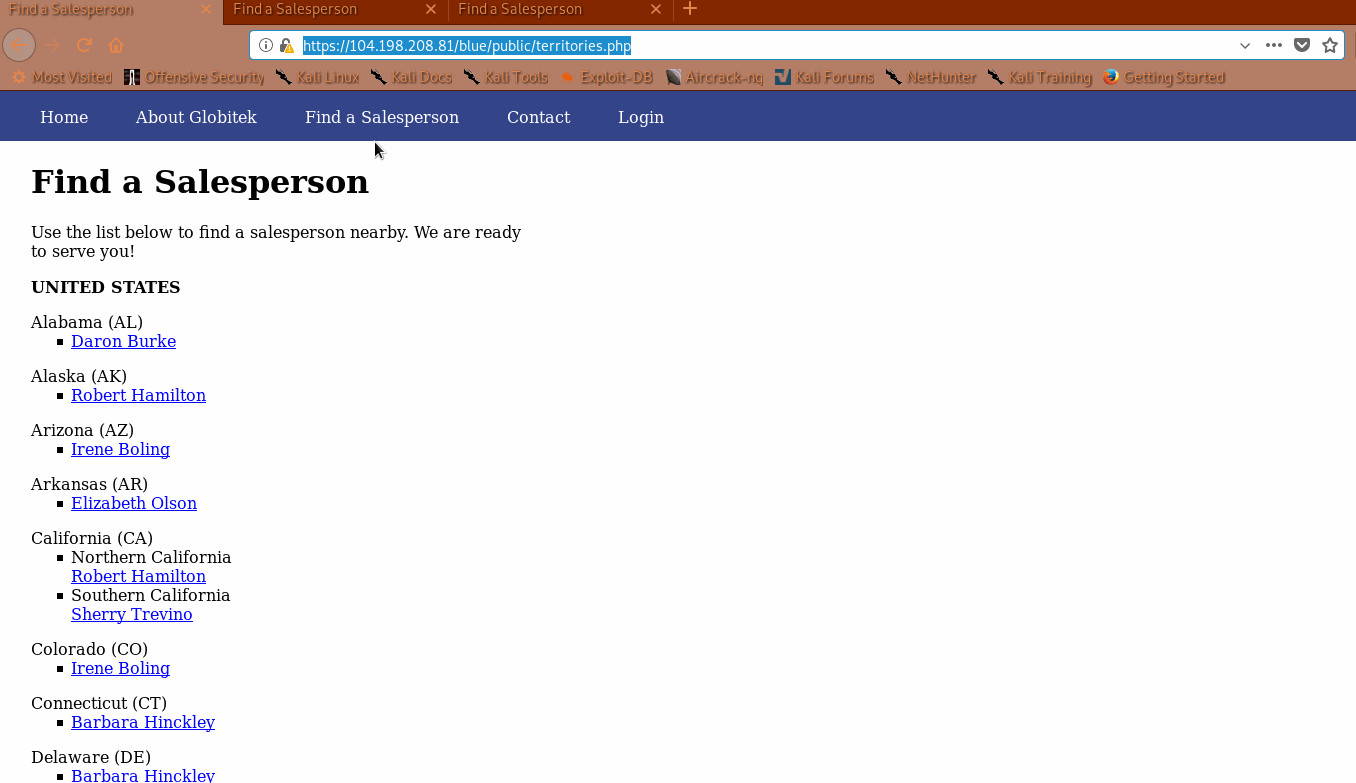 Find a Salesperson Find a Salesperson Find a Salesperson
https://104.198.208.81/blue/public/territories.php
Most Visited Offensive Security Kali Linux Kali Docs Kali Tools Exploit-DB Aircrack-ng Kali Forums NetHunter Kali Training Getting Started
Home About Globitek Find a Salesperson Contact Login
Find a Salesperson
Use the list below to find a salesperson nearby. We are ready
to serve you!
UNITED STATES
Alabama (AL)
Daron Burke
Alaska (AK)
Robert Hamilton
Arizona (AZ)
Irene Boling
Arkansas (AR)
Elizabeth Olson
California (CA)
Northern California
Robert Hamilton
Southern California
Sherry Trevino
Colorado (CO)
Irene Boling
Connecticut (CT)
Barbara Hinckley
Delaware (DE)
Barbara Hinckley